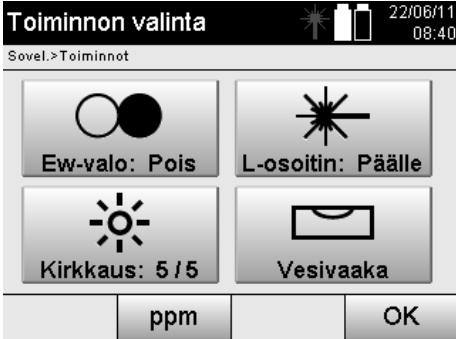 Toiminnon valinta
22/06/11
08:40
Sovel.>Toiminnot
Ew-valo: Pois
L-osoitin: Päälle
Kirkkaus: 5/5
Vesivaaka
ppm
OK